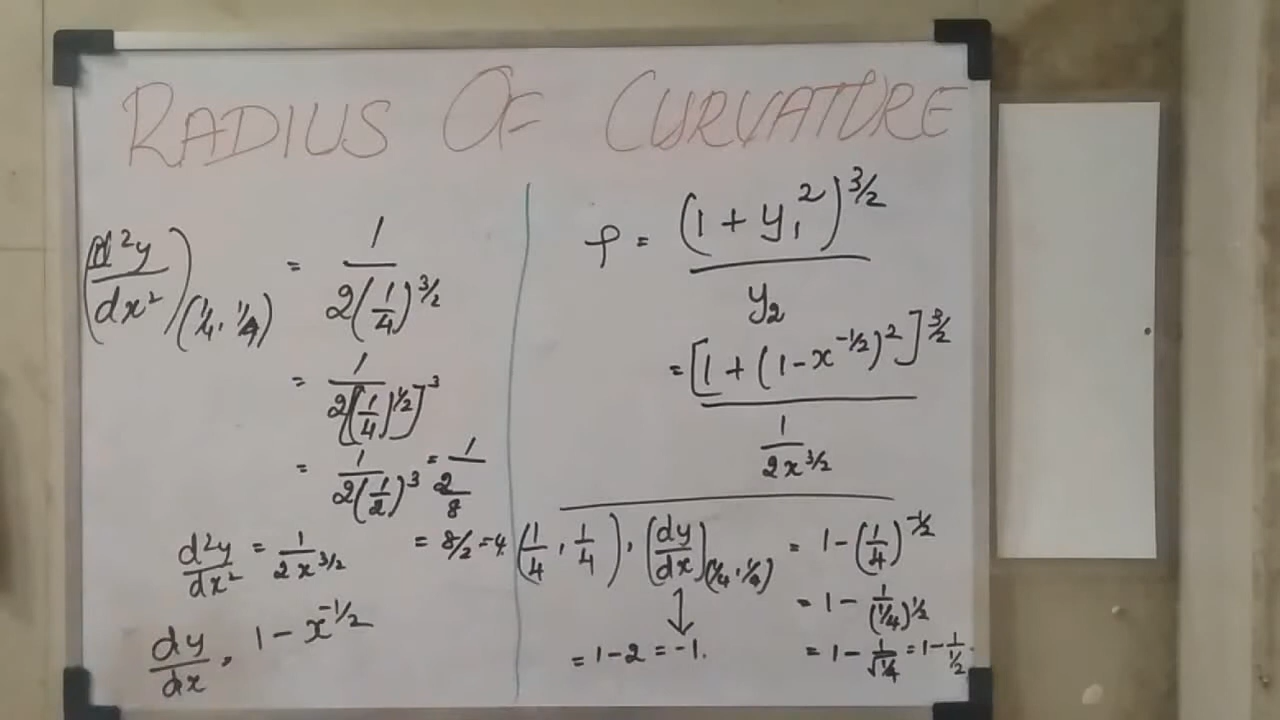 RADIUS OF CURVATURE
(d²y/dx²)(1/4, 1/4) = 1/(2(1/4)^3/2)
= 1/(2[(1/4)^1/2]^3)
= 1/(2(1/2)^3) = 1/(2/8)
= 8/2 = 4.
d²y/dx² = 1/(2x^3/2)
dy/dx = 1 - x^-1/2
ρ = (1 + y₁²)^3/2 / y₂
= [1 + (1 - x^-1/2)²]^3/2 / (1/(2x^3/2))
(1/4, 1/4), (dy/dx)(1/4, 1/4) = 1 - (1/4)^-1/2
= 1 - 1/(1/4)^1/2
= 1 - 1/√1/4 = 1 - 1/(1/2).
↓
= 1 - 2 = -1.